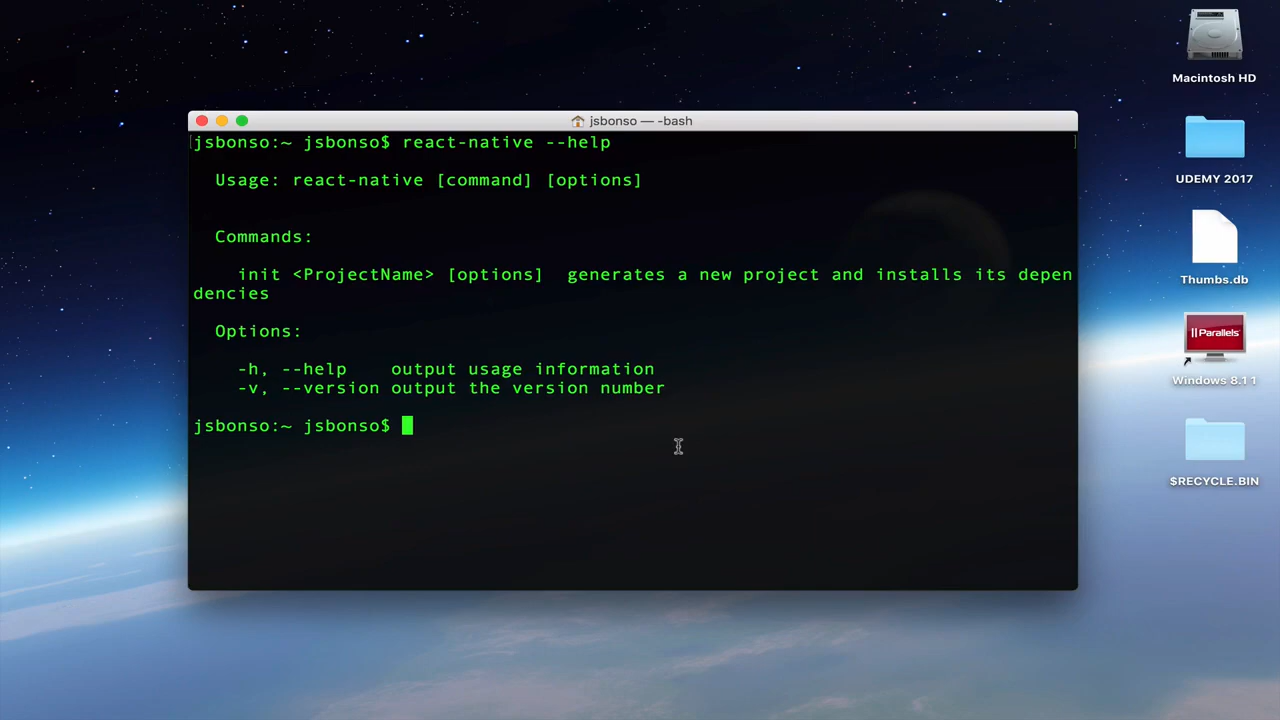 jsbonso — -bash
jsbonso:~ jsbonso$ react-native --help
Usage: react-native [command] [options]
Commands:
init <ProjectName> [options]  generates a new project and installs its depen
dencies
Options:
-h, --help    output usage information
-v, --version output the version number
jsbonso:~ jsbonso$
Macintosh HD
UDEMY 2017
Thumbs.db
|| Parallels
Windows 8.1 1
$RECYCLE.BIN